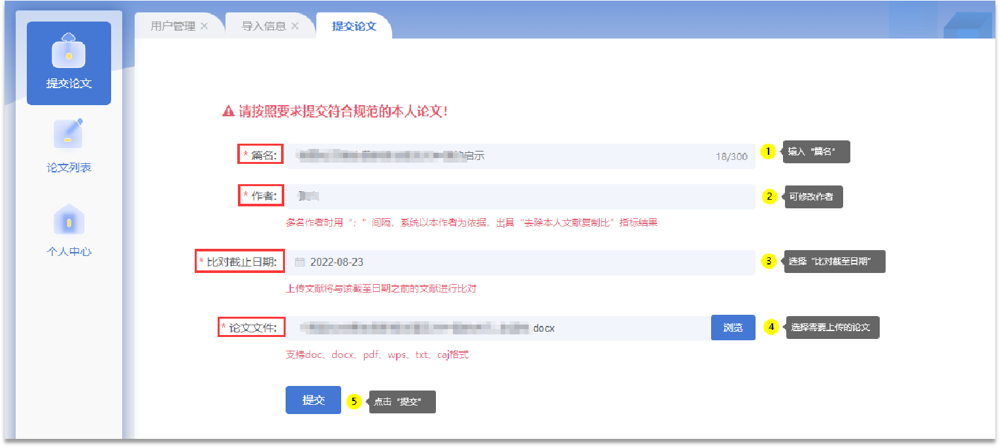 用户管理 ×
导入信息 ×
提交论文
提交论文
论文列表
个人中心
请按照要求提交符合规范的本人论文！
* 篇名:
启示
18/300
1
输入“篇名”
* 作者:
2
可修改作者
多名作者时用“；”间隔，系统以本作者为依据，出具“去除本人文献复制比”指标结果
* 比对截止日期:
2022-08-23
3
选择“比对截至日期”
上传文献将与该截至日期之前的文献进行比对
* 论文文件:
docx
浏览
4
选择需要上传的论文
支持doc、docx、pdf、wps、txt、caj格式
提交
5
点击“提交”